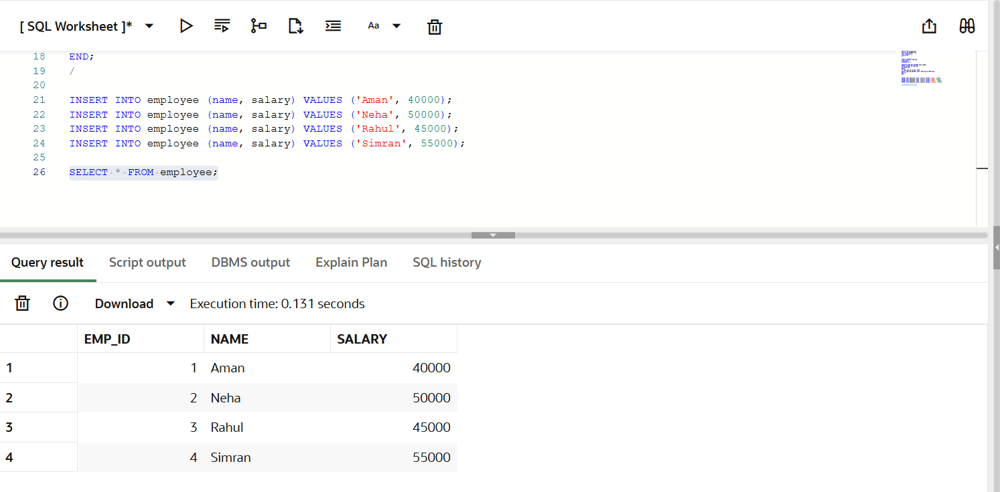 [ SQL Worksheet ]* Aa
18 END;
19 /
20
21 INSERT INTO employee (name, salary) VALUES ('Aman', 40000);
22 INSERT INTO employee (name, salary) VALUES ('Neha', 50000);
23 INSERT INTO employee (name, salary) VALUES ('Rahul', 45000);
24 INSERT INTO employee (name, salary) VALUES ('Simran', 55000);
25
26 SELECT * FROM employee;
Query result Script output DBMS output Explain Plan SQL history
Download Execution time: 0.131 seconds
EMP_ID NAME SALARY
1 1 Aman 40000
2 2 Neha 50000
3 3 Rahul 45000
4 4 Simran 55000